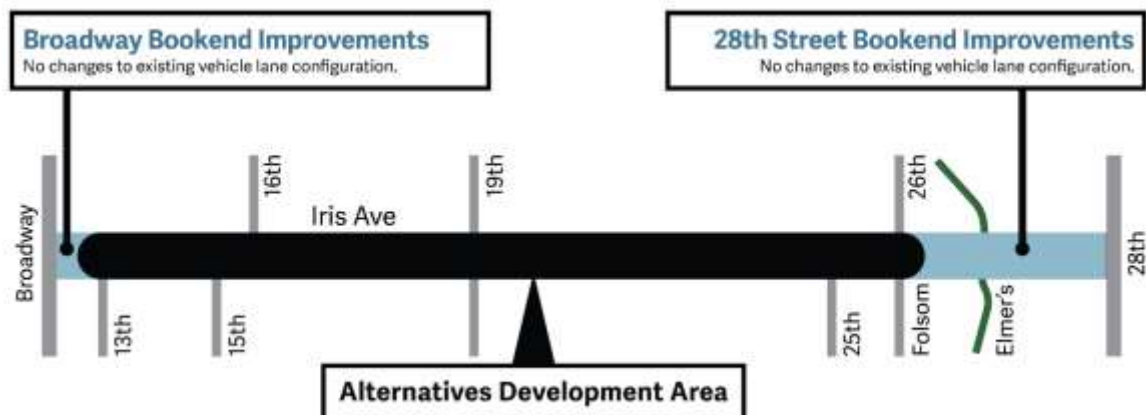 Broadway Bookend Improvements
No changes to existing vehicle lane configuration.
28th Street Bookend Improvements
No changes to existing vehicle lane configuration.
Broadway
16th
Iris Ave
19th
26th
28th
13th
15th
25th
Folsom
Elmer's
Alternatives Development Area